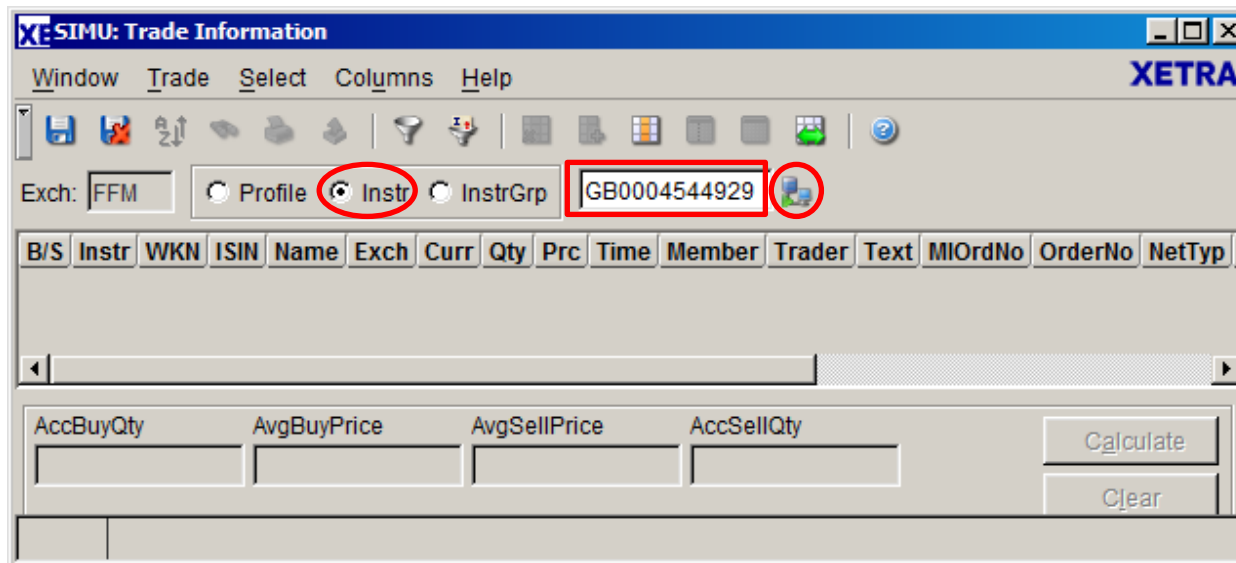 XE SIMU: Trade Information
Window Trade Select Columns Help XETRA
Exch: FFM Profile Instr InstrGrp GB0004544929
B/S Instr WKN ISIN Name Exch Curr Qty Prc Time Member Trader Text MIOrdNo OrderNo NetTyp
AccBuyQty AvgBuyPrice AvgSellPrice AccSellQty
Calculate
Clear